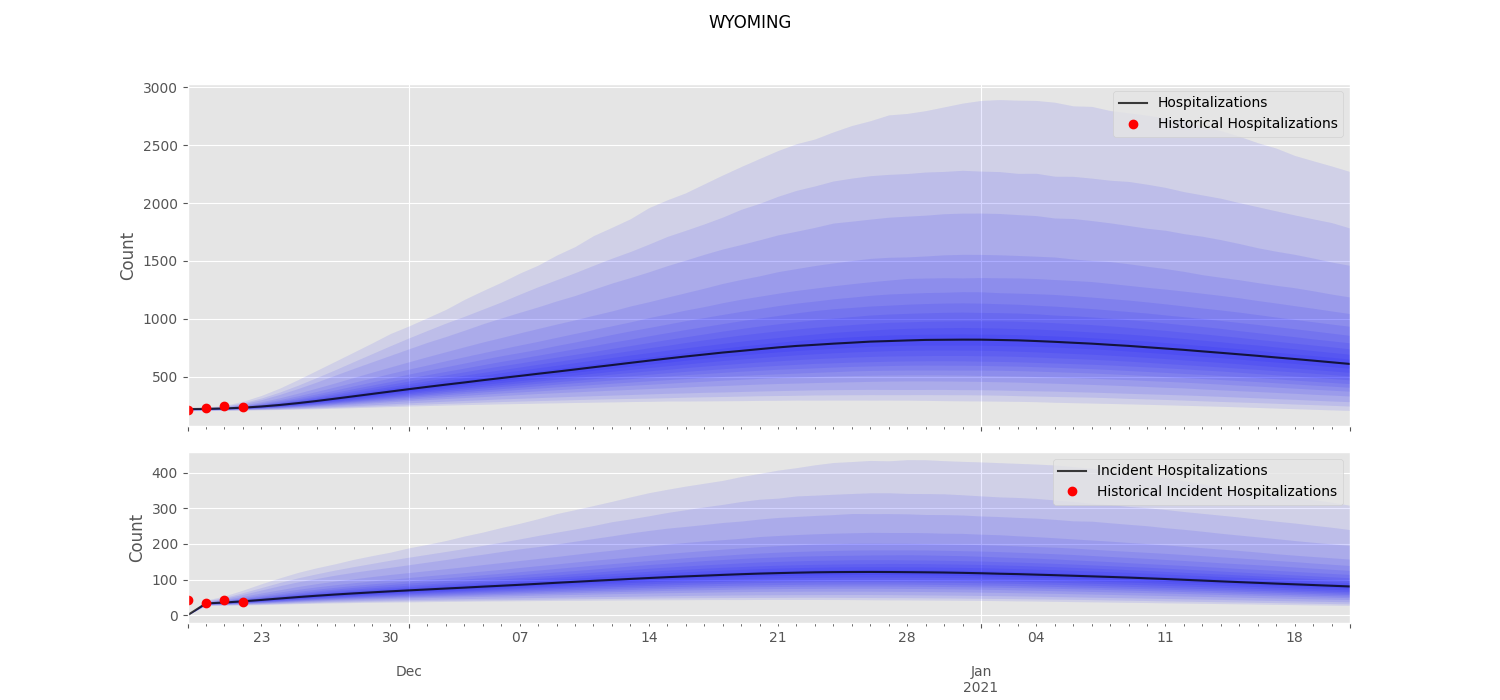 WYOMING
3000
2500
2000
1500
1000
500
Count
Hospitalizations
Historical Hospitalizations
400
300
200
100
0
Count
Incident Hospitalizations
Historical Incident Hospitalizations
23 30 07 14 21 28 04 11 18
Dec Jan
2021